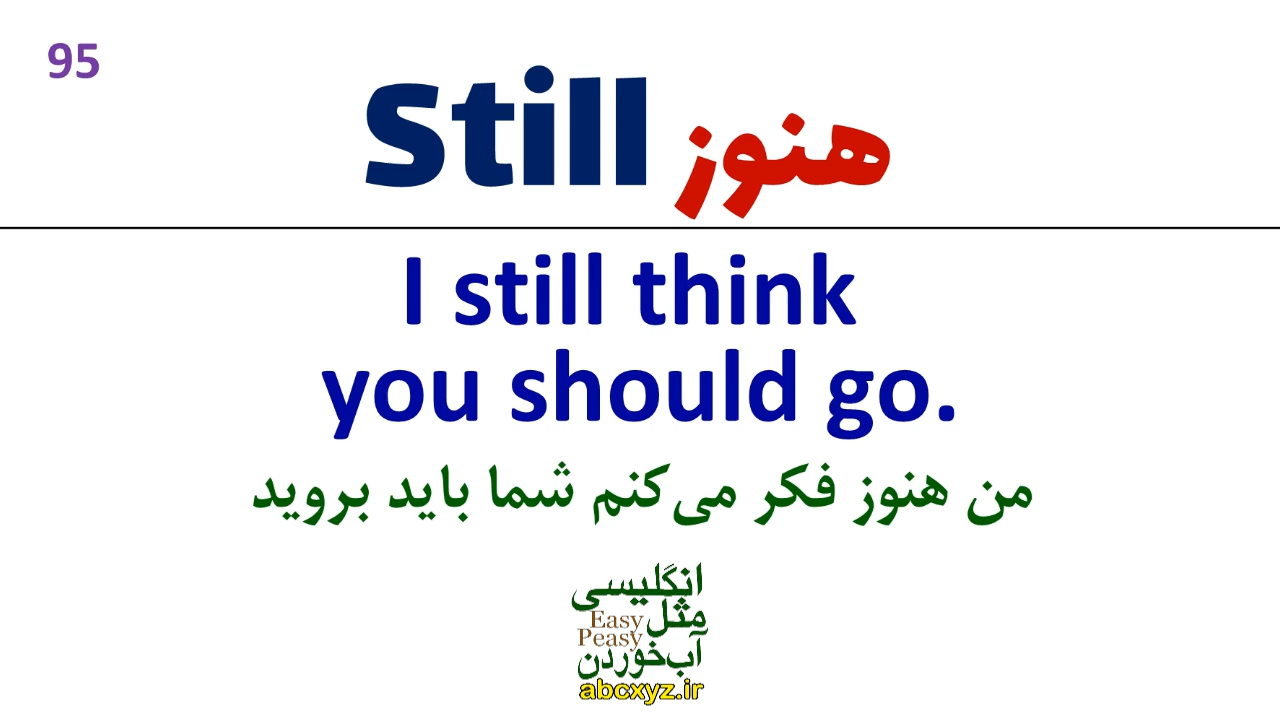 95
Still هنوز
I still think
you should go.
من هنوز فکر می‌کنم شما باید بروید
انگلیسی
مثل
Easy
Peasy
آب‌خوردن
abcxyz.ir